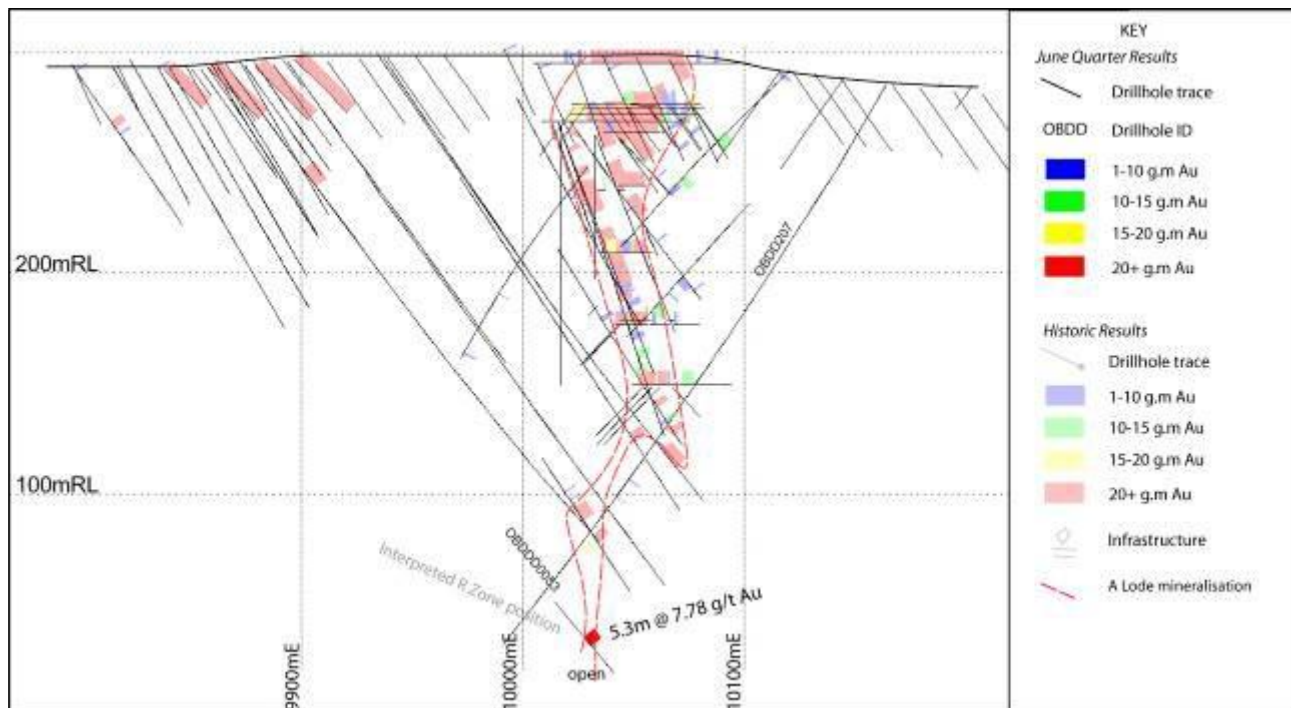 200mRL
100mRL
9900mE
10000mE
10100mE
OBDD207
OBDDD0053
Interpreted R Zone position
5.3m @ 7.78 g/t Au
open
KEY
June Quarter Results
Drillhole trace
OBDD Drillhole ID
1-10 g.m Au
10-15 g.m Au
15-20 g.m Au
20+ g.m Au
Historic Results
Drillhole trace
1-10 g.m Au
10-15 g.m Au
15-20 g.m Au
20+ g.m Au
Infrastructure
A Lode mineralisation